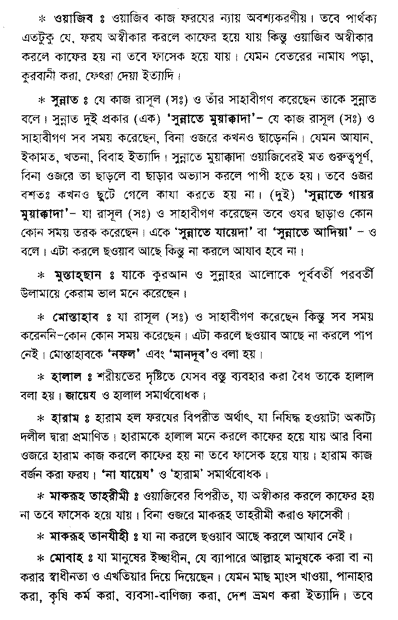 * ওয়াজিব ঃ ওয়াজিব কাজ ফরযের ন্যায় অবশ্যকরণীয়। তবে পার্থক্য
এতটুকু যে, ফরয অস্বীকার করলে কাফের হয়ে যায় কিন্তু ওয়াজিব অস্বীকার
করলে কাফের হয় না তবে ফাসেক হয়ে যায়। যেমন বেতরের নামায পড়া,
কুরবানী করা, ফেৎরা দেয়া ইত্যাদি।
* সুন্নাত ঃ যে কাজ রাসূল (সঃ) ও তাঁর সাহাবীগণ করেছেন তাকে সুন্নাত
বলে। সুন্নাত দুই প্রকার (এক) ‘সুন্নাতে মুয়াক্কাদা’– যে কাজ রাসূল (সঃ) ও
সাহাবীগণ সব সময় করেছেন, বিনা ওজরে কখনও ছাড়েননি। যেমন আযান,
ইকামত, খতনা, বিবাহ ইত্যাদি। সুন্নাতে মুয়াক্কাদা ওয়াজিবেরই মত গুরুত্বপূর্ণ,
বিনা ওজরে তা ছাড়লে বা ছাড়ার অভ্যাস করলে পাপী হতে হয়। তবে ওজর
বশতঃ কখনও ছুটে গেলে কাযা করতে হয় না। (দুই) ‘সুন্নাতে গায়র
মুয়াক্কাদা’– যা রাসূল (সঃ) ও সাহাবীগণ করেছেন তবে ওযর ছাড়াও কোন
কোন সময় তরক করেছেন। একে ‘সুন্নাতে যায়েদা’ বা ‘সুন্নাতে আদিয়া’ – ও
বলে। এটা করলে ছওয়াব আছে কিন্তু না করলে আযাব হবে না।
* মুস্তাহ্ছান ঃ যাকে কুরআন ও সুন্নাহর আলোকে পূর্ববর্তী পরবর্তী
উলামায়ে কেরাম ভাল মনে করেছেন।
* মোস্তাহাব ঃ যা রাসূল (সঃ) ও সাহাবীগণ করেছেন কিন্তু সব সময়
করেননি–কোন কোন সময় করেছেন। এটা করলে ছওয়াব আছে না করলে পাপ
নেই। মোস্তাহাবকে ‘নফল’ এবং ‘মানদুব’ও বলা হয়।
* হালাল ঃ শরীয়তের দৃষ্টিতে যেসব বস্তু ব্যবহার করা বৈধ তাকে হালাল
বলা হয়। জায়েয ও হালাল সমার্থবোধক।
* হারাম ঃ হারাম হল ফরযের বিপরীত অর্থাৎ, যা নিষিদ্ধ হওয়াটা অকাট্য
দলীল দ্বারা প্রমাণিত। হারামকে হালাল মনে করলে কাফের হয়ে যায় আর বিনা
ওজরে হারাম কাজ করলে কাফের হয় না তবে ফাসেক হয়ে যায়। হারাম কাজ
বর্জন করা ফরয। ‘না যায়েয’ ও ‘হারাম’ সমার্থবোধক।
* মাকরূহ তাহরীমী ঃ ওয়াজিবের বিপরীত, যা অস্বীকার করলে কাফের হয়
না তবে ফাসেক হয়ে যায়। বিনা ওজরে মাকরূহ তাহরীমী করাও ফাসেকী।
* মাকরূহ তানযীহী ঃ যা না করলে ছওয়াব আছে করলে আযাব নেই।
* মোবাহ ঃ যা মানুষের ইচ্ছাধীন, যে ব্যাপারে আল্লাহ মানুষকে করা বা না
করার স্বাধীনতা ও এখতিয়ার দিয়ে দিয়েছেন। যেমন মাছ মাংস খাওয়া, পানাহার
করা, কৃষি কর্ম করা, ব্যবসা-বাণিজ্য করা, দেশ ভ্রমণ করা ইত্যাদি। তবে